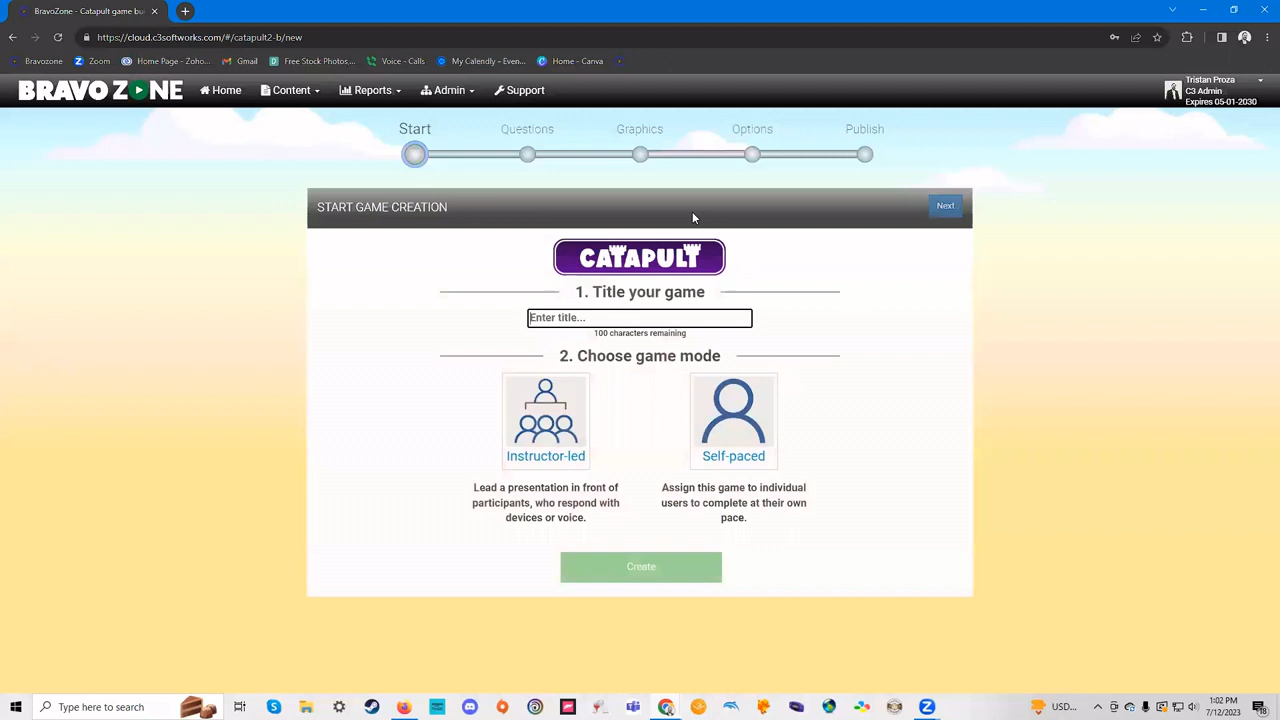 BravoZone - Catapult game bu
https://cloud.c3softworks.com/#/catapult2-b/new
Bravozone
Zoom
Home Page - Zoho...
Gmail
Free Stock Photos,...
Voice - Calls
My Calendly - Even...
Home - Canva
BRAVO ZONE
Home
Content
Reports
Admin
Support
Tristan Proza
C3 Admin
Expires 05-01-2030
Start
Questions
Graphics
Options
Publish
START GAME CREATION
Next
CATAPULT
1. Title your game
Enter title...
100 characters remaining
2. Choose game mode
Instructor-led
Self-paced
Lead a presentation in front of
participants, who respond with
devices or voice.
Assign this game to individual
users to complete at their own
pace.
Create
Type here to search
USD...
1:02 PM
7/12/2023